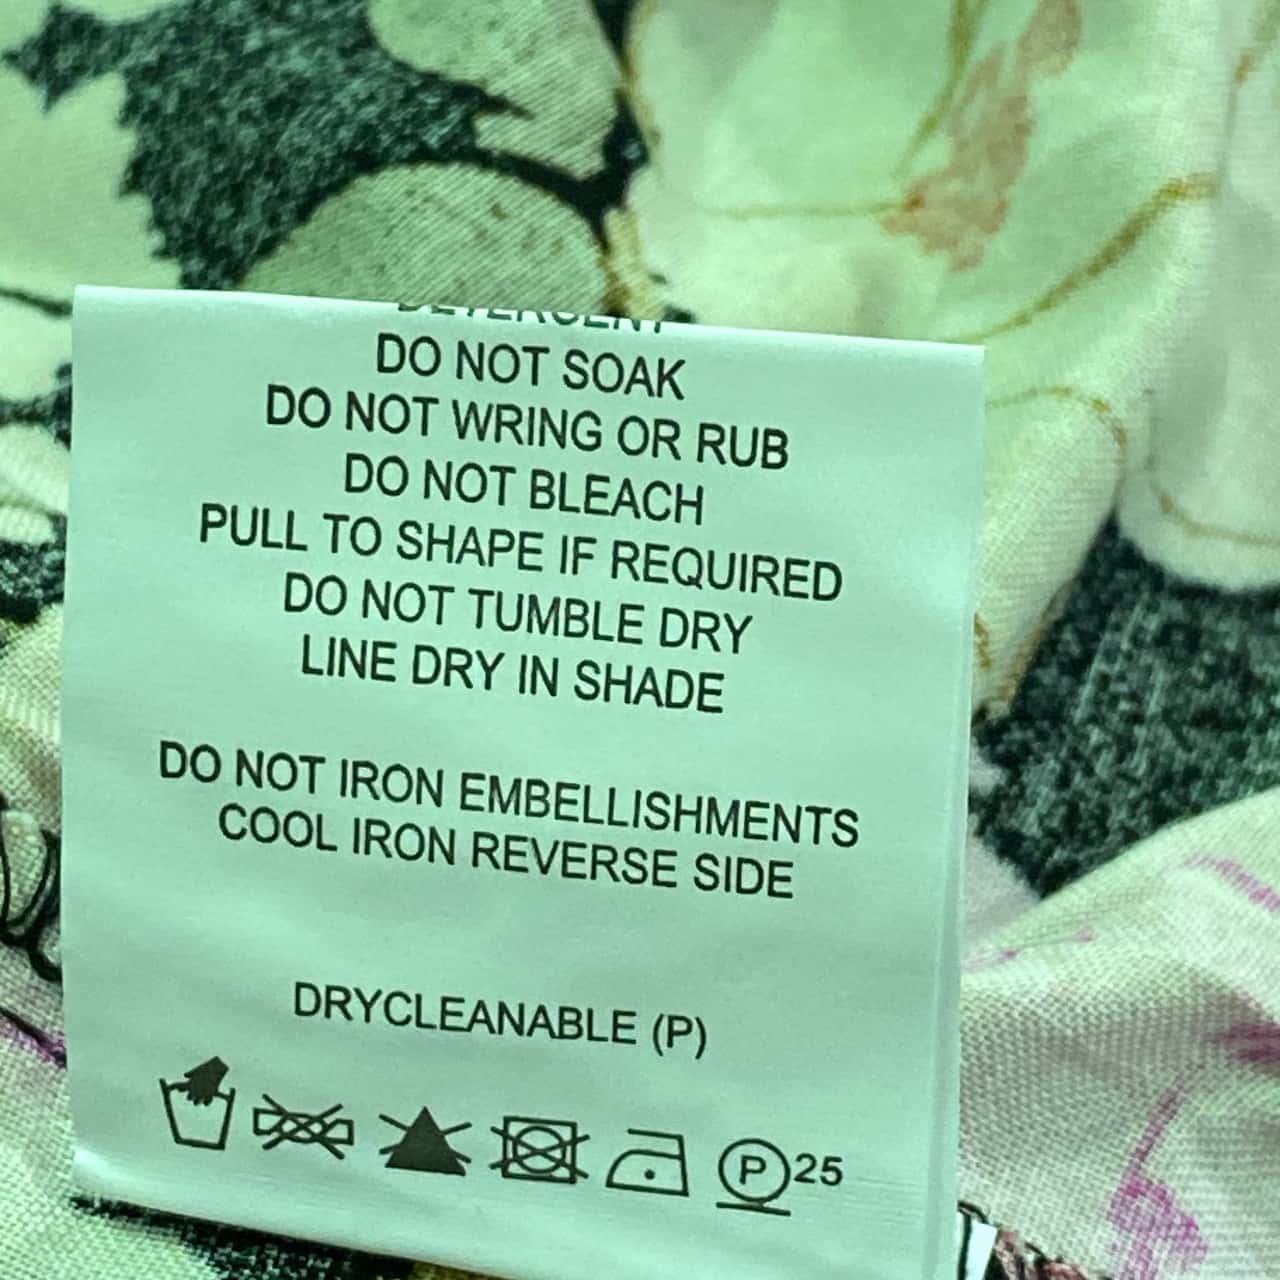 DETERGENT
DO NOT SOAK
DO NOT WRING OR RUB
DO NOT BLEACH
PULL TO SHAPE IF REQUIRED
DO NOT TUMBLE DRY
LINE DRY IN SHADE
DO NOT IRON EMBELLISHMENTS
COOL IRON REVERSE SIDE
DRYCLEANABLE (P)
P 25